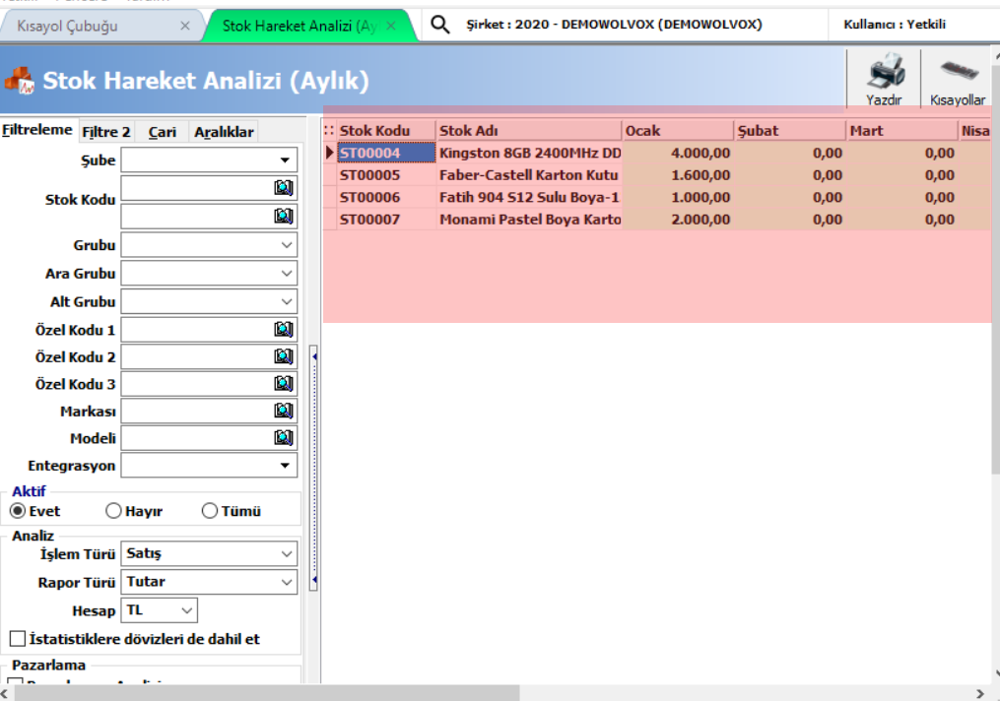 Kısayol Çubuğu
Stok Hareket Analizi (Ay
Şirket : 2020 - DEMOWOLVOX (DEMOWOLVOX)
Kullanıcı : Yetkili
Stok Hareket Analizi (Aylık)
Yazdır
Kısayollar
Filtreleme Filtre 2 Cari Aralıklar
Şube
Stok Kodu
Grubu
Ara Grubu
Alt Grubu
Özel Kodu 1
Özel Kodu 2
Özel Kodu 3
Markası
Modeli
Entegrasyon
Aktif
Evet Hayır Tümü
Analiz
İşlem Türü Satış
Rapor Türü Tutar
Hesap TL
İstatistiklere dövizleri de dahil et
Pazarlama
Stok Kodu Stok Adı Ocak Şubat Mart Nisa
ST00004 Kingston 8GB 2400MHz DD 4.000,00 0,00 0,00
ST00005 Faber-Castell Karton Kutu 1.600,00 0,00 0,00
ST00006 Fatih 904 S12 Sulu Boya-1 1.000,00 0,00 0,00
ST00007 Monami Pastel Boya Karto 2.000,00 0,00 0,00